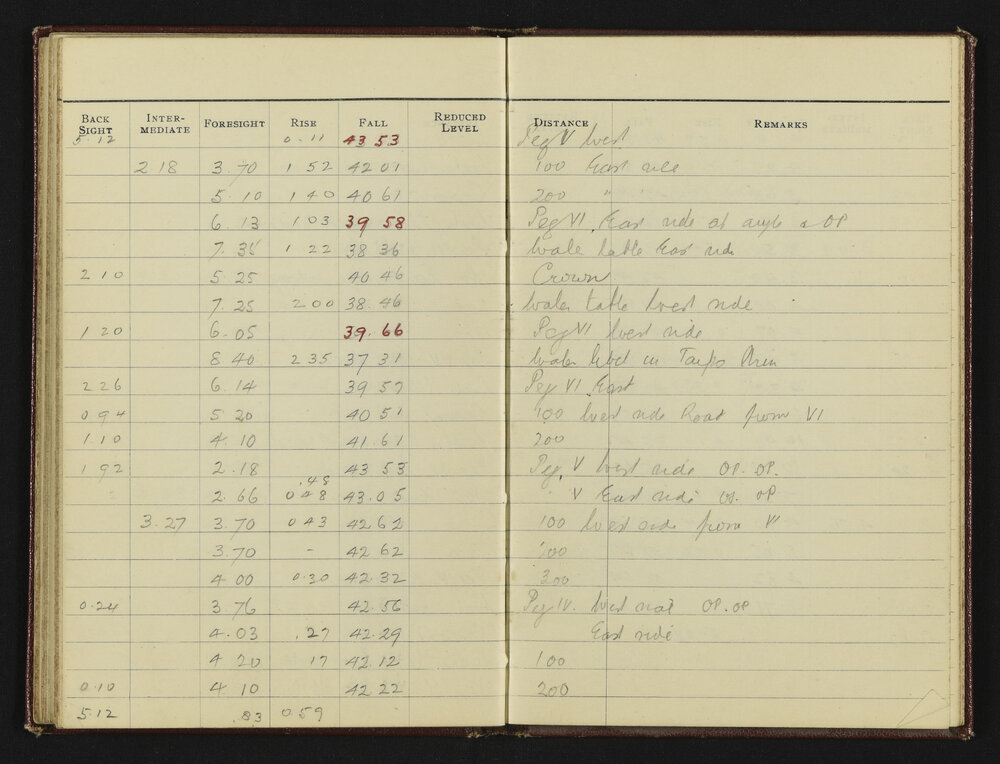 BACK SIGHT INTER- MEDIATE FORESIGHT RISE FALL REDUCED LEVEL DISTANCE REMARKS
5.12 0.11 43 53 Peg V West
2 18 3.70 1 52 42 01 100 East side
5.10 1 40 40 61 200 "
6.13 1 03 39 58 Peg VI East side at angle OP
7.35 1 22 38 36 Water table East side
2 10 5 25 40 46 Crown
7.25 2 00 38.46 Water table West side
1 20 6.05 39.66 Peg VI West side
8 40 2 35 37 31 Water level in
2 26 6.14 39 57 Peg VI East
0 94 5 20 40 51 100 West side Road from VI
1.10 4.10 41.61 200
1 92 2.18 43 53 Peg V West side OP. OP.
.48
2.66 0 48 43.05 V East side OP. OP
3.27 3.70 0 43 42 62 100 West side from V
3.70 - 42 62 200
4 00 0.30 42.32 300
0.24 3.76 42.56 Peg IV. West OP. OP
4.03 .27 42.29 East side
4 20 17 42.12 100
0.10 4.10 42 22 200
5.12 .83 0.59